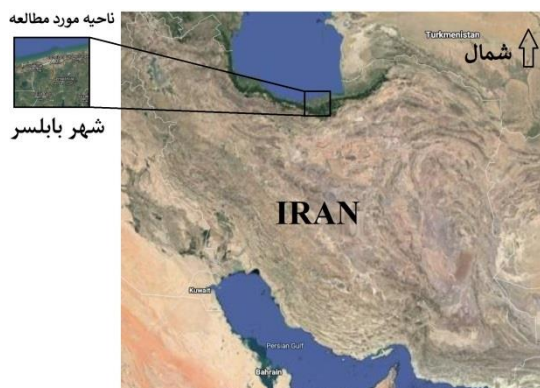 ناحیه مورد مطالعه
شهر بابلسر
Turkmenistan
شمال
IRAN
Kuwait
Persian Gulf
Bahrain